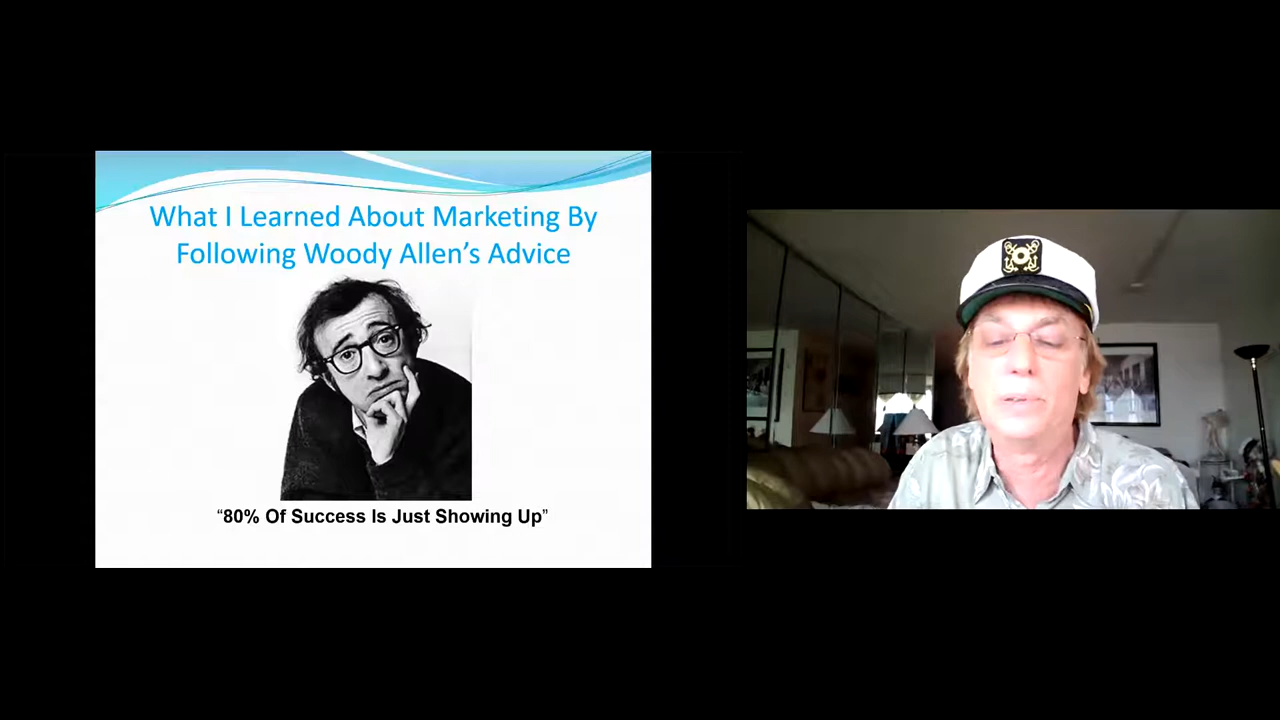 What I Learned About Marketing By
Following Woody Allen’s Advice
“80% Of Success Is Just Showing Up”